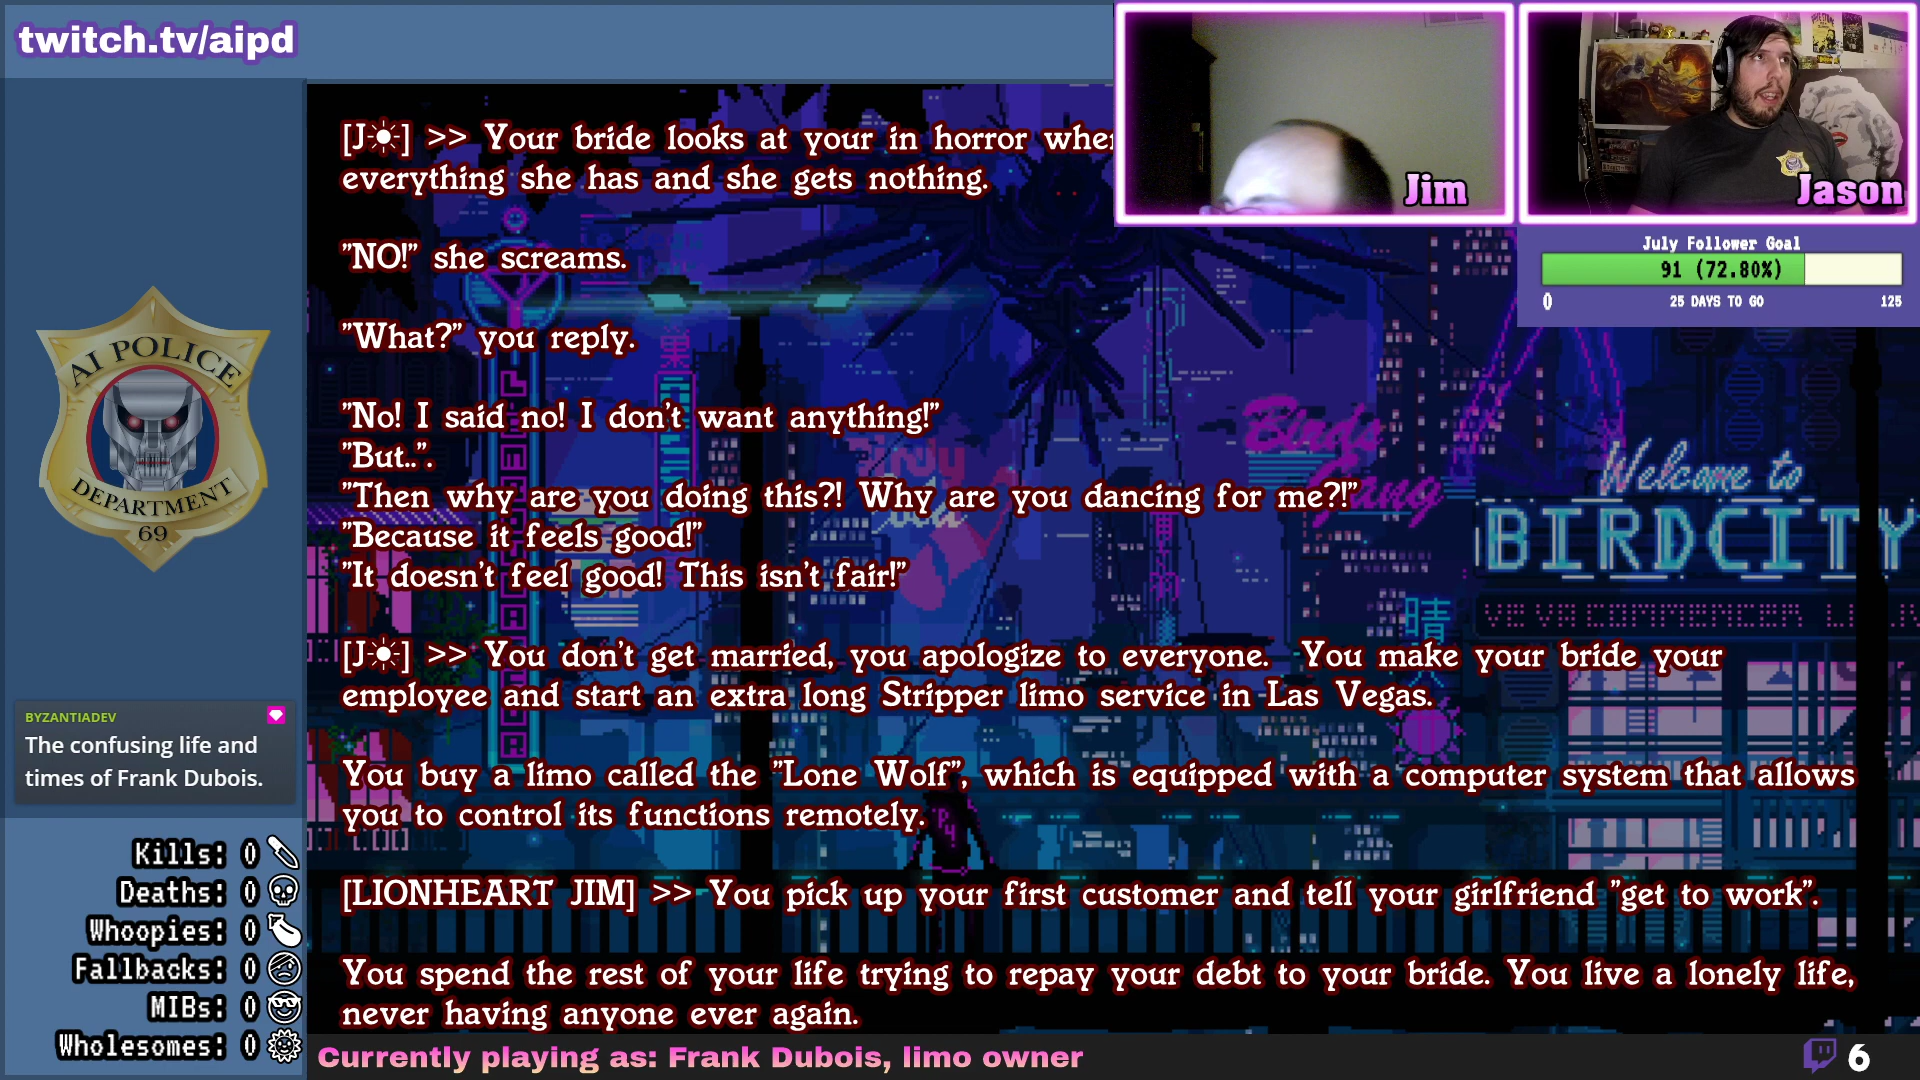 twitch.tv/aipd
[J☀] >> Your bride looks at your in horror when
everything she has and she gets nothing.
"NO!" she screams.
"What?" you reply.
"No! I said no! I don't want anything!"
"But..".
"Then why are you doing this?! Why are you dancing for me?!"
"Because it feels good!"
"It doesn't feel good! This isn't fair!"
[J☀] >> You don't get married, you apologize to everyone. You make your bride your
employee and start an extra long Stripper limo service in Las Vegas.
You buy a limo called the "Lone Wolf", which is equipped with a computer system that allows
you to control its functions remotely.
[LIONHEART JIM] >> You pick up your first customer and tell your girlfriend "get to work".
You spend the rest of your life trying to repay your debt to your bride. You live a lonely life,
never having anyone ever again.
Jim
Jason
July Follower Goal
91 (72.80%)
0 25 DAYS TO GO 125
AI POLICE
DEPARTMENT
69
Birds
Gang
Welcome to
BIRDCITY
晴
BYZANTIADEV
The confusing life and
times of Frank Dubois.
Kills: 0
Deaths: 0
Whoopies: 0
Fallbacks: 0
MIBs: 0
Wholesomes: 0
Currently playing as: Frank Dubois, limo owner
6